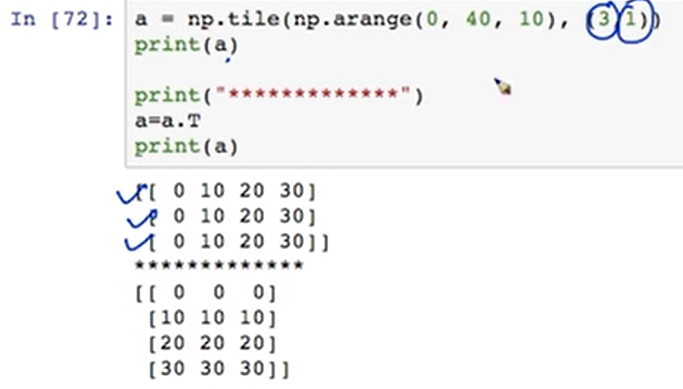 In [72]: a = np.tile(np.arange(0, 40, 10), (3,1))
print(a)
print("*************")
a=a.T
print(a)
[[ 0 10 20 30]
[ 0 10 20 30]
[ 0 10 20 30]]
*************
[[ 0 0 0]
[10 10 10]
[20 20 20]
[30 30 30]]